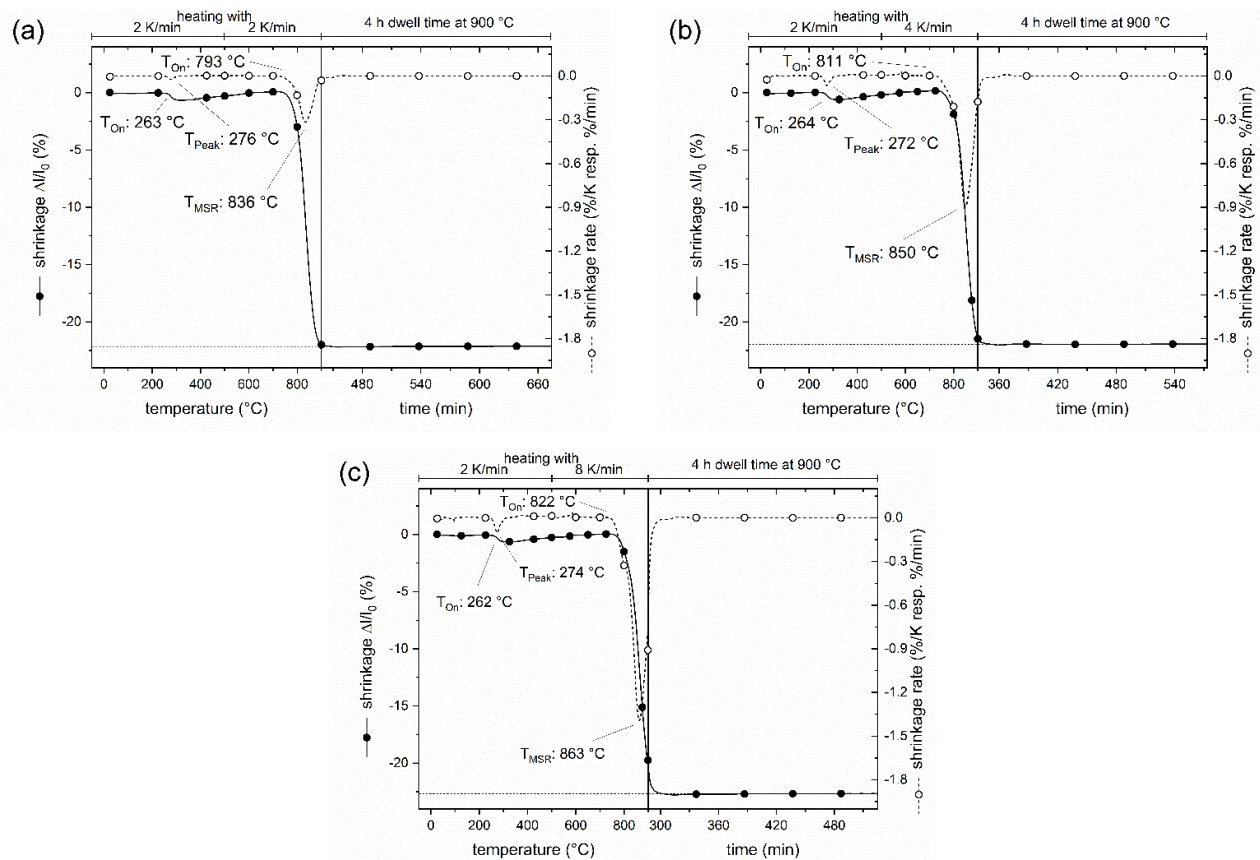 (a)
heating with
2 K/min 2 K/min 4 h dwell time at 900 °C
T_On: 793 °C
T_On: 263 °C
T_Peak: 276 °C
T_MSR: 836 °C
0
-5
-10
-15
-20
shrinkage Δl/l_0 (%)
0.0
-0.3
-0.6
-0.9
-1.2
-1.5
-1.8
shrinkage rate (%/K resp. %/min)
0 200 400 600 800 480 540 600 660
temperature (°C) time (min)
(b)
heating with
2 K/min 4 K/min 4 h dwell time at 900 °C
T_On: 811 °C
T_On: 264 °C
T_Peak: 272 °C
T_MSR: 850 °C
0
-5
-10
-15
-20
shrinkage Δl/l_0 (%)
0.0
-0.3
-0.6
-0.9
-1.2
-1.5
-1.8
shrinkage rate (%/K resp. %/min)
0 200 400 600 800 360 420 480 540
temperature (°C) time (min)
(c)
heating with
2 K/min 8 K/min 4 h dwell time at 900 °C
T_On: 822 °C
T_Peak: 274 °C
T_On: 262 °C
T_MSR: 863 °C
0
-5
-10
-15
-20
shrinkage Δl/l_0 (%)
0.0
-0.3
-0.6
-0.9
-1.2
-1.5
-1.8
shrinkage rate (%/K resp. %/min)
0 200 400 600 800 300 360 420 480
temperature (°C) time (min)